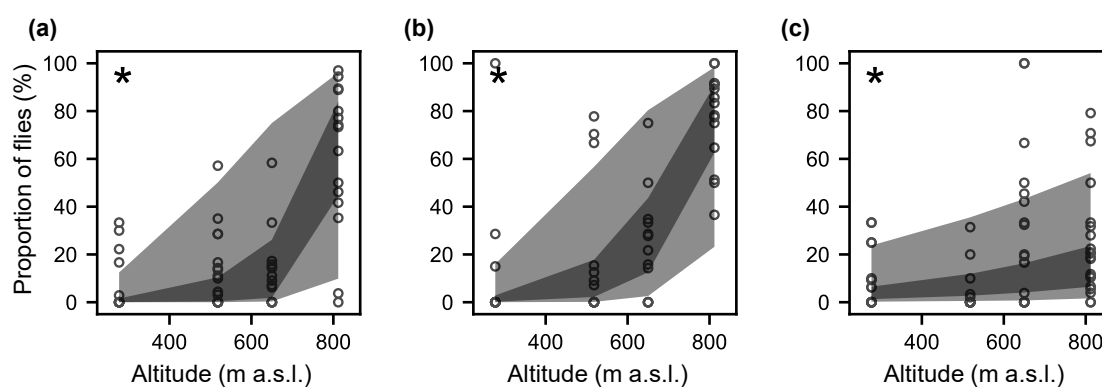 (a) (b) (c)
* * *
Proportion of flies (%)
100 100 100
80 80 80
60 60 60
40 40 40
20 20 20
0 0 0
400 600 800 400 600 800 400 600 800
Altitude (m a.s.l.) Altitude (m a.s.l.) Altitude (m a.s.l.)